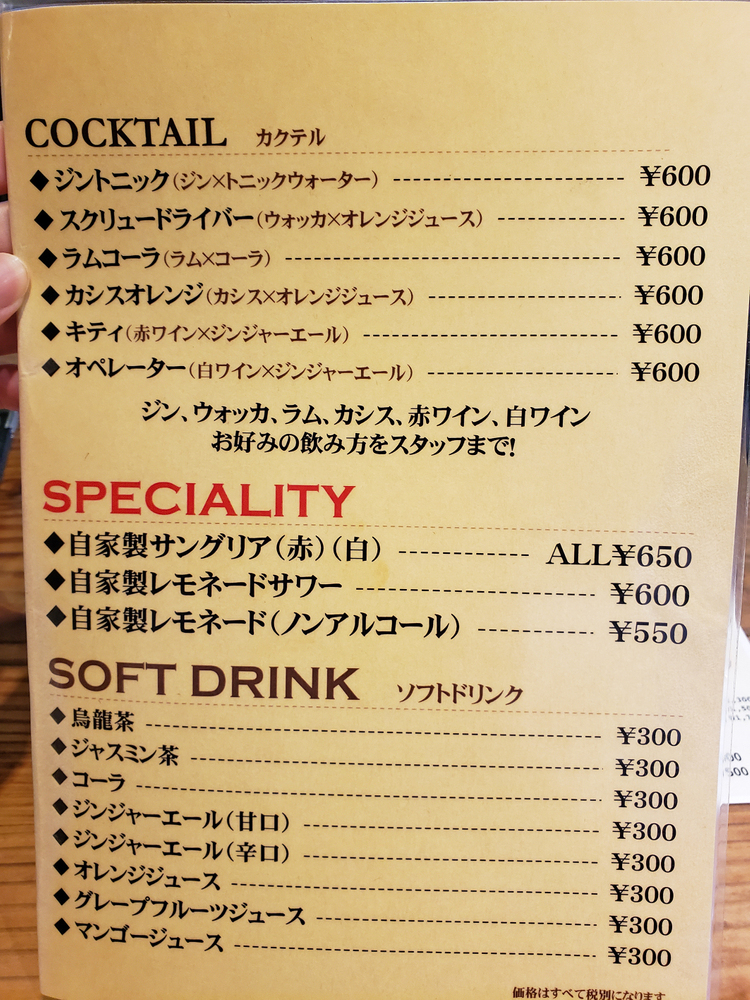 COCKTAIL カクテル
◆ジントニック(ジン×トニックウォーター) ¥600
◆スクリュードライバー(ウォッカ×オレンジジュース) ¥600
◆ラムコーラ(ラム×コーラ) ¥600
◆カシスオレンジ(カシス×オレンジジュース) ¥600
◆キティ(赤ワイン×ジンジャーエール) ¥600
◆オペレーター(白ワイン×ジンジャーエール) ¥600
ジン、ウォッカ、ラム、カシス、赤ワイン、白ワイン
お好みの飲み方をスタッフまで!
SPECIALITY
◆自家製サングリア(赤)(白) ALL¥650
◆自家製レモネードサワー ¥600
◆自家製レモネード(ノンアルコール) ¥550
SOFT DRINK ソフトドリンク
◆烏龍茶 ¥300
◆ジャスミン茶 ¥300
◆コーラ ¥300
◆ジンジャーエール(甘口) ¥300
◆ジンジャーエール(辛口) ¥300
◆オレンジジュース ¥300
◆グレープフルーツジュース ¥300
◆マンゴージュース ¥300
価格はすべて税別になります